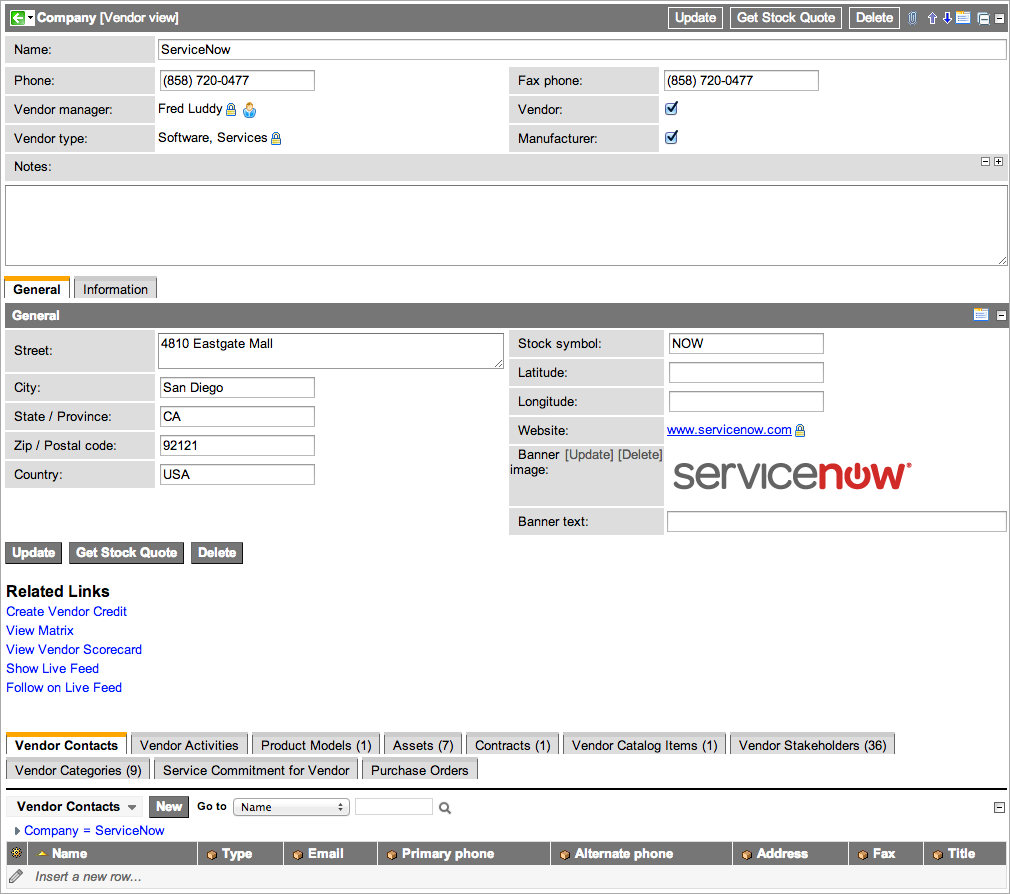 Company [Vendor view] Update Get Stock Quote Delete
Name: ServiceNow
Phone: (858) 720-0477 Fax phone: (858) 720-0477
Vendor manager: Fred Luddy Vendor:
Vendor type: Software, Services Manufacturer:
Notes:
General Information
General
Street: 4810 Eastgate Mall Stock symbol: NOW
Latitude:
City: San Diego Longitude:
State / Province: CA Website: www.servicenow.com
Zip / Postal code: 92121 Banner [Update] [Delete]
image: servicenow
Country: USA
Banner text:
Update Get Stock Quote Delete
Related Links
Create Vendor Credit
View Matrix
View Vendor Scorecard
Show Live Feed
Follow on Live Feed
Vendor Contacts Vendor Activities Product Models (1) Assets (7) Contracts (1) Vendor Catalog Items (1) Vendor Stakeholders (36)
Vendor Categories (9) Service Commitment for Vendor Purchase Orders
Vendor Contacts New Go to Name
Company = ServiceNow
Name Type Email Primary phone Alternate phone Address Fax Title
Insert a new row...